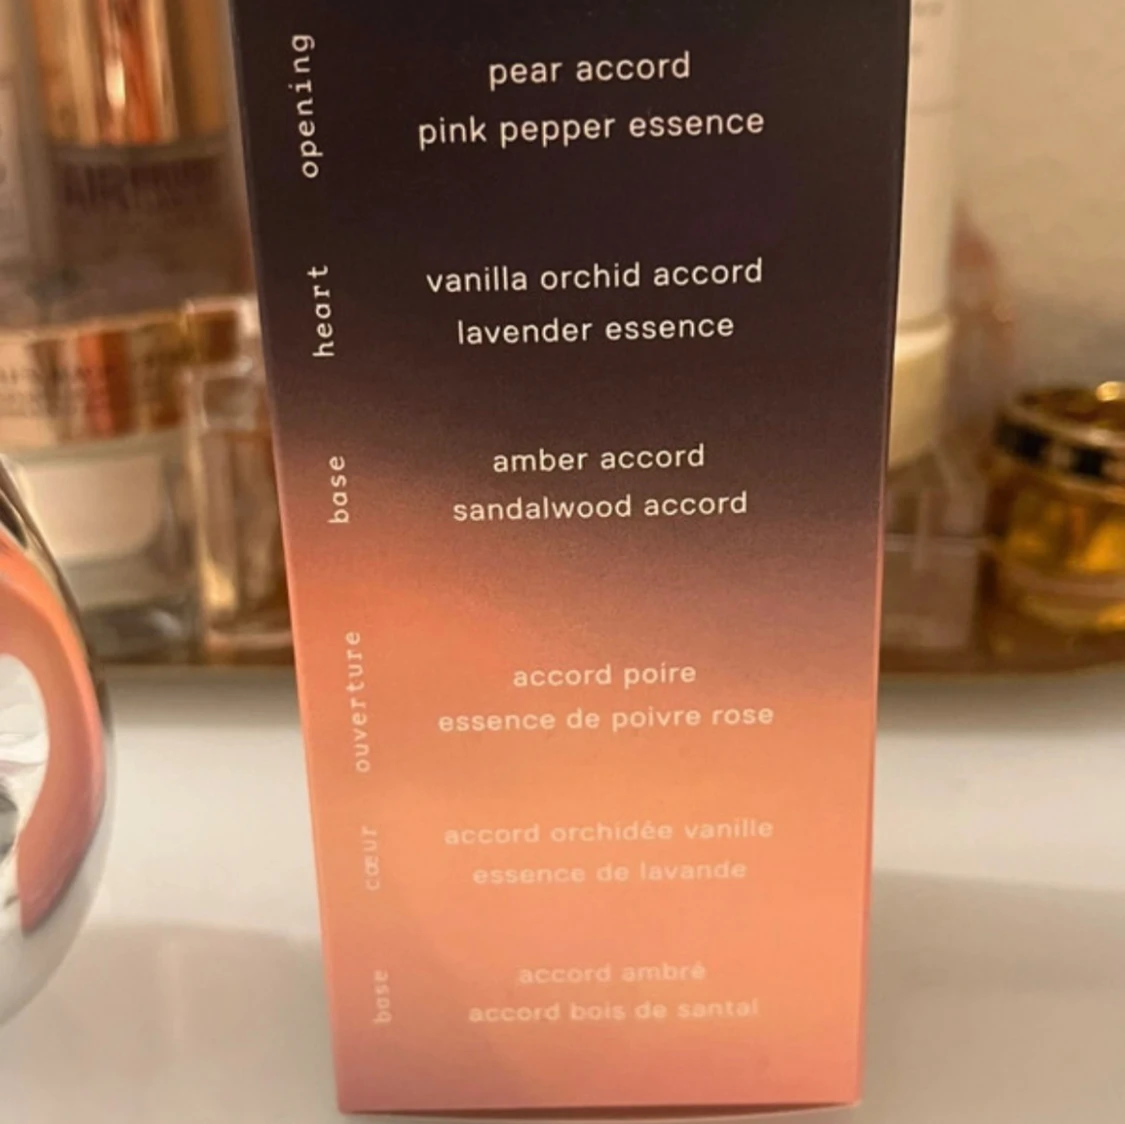 opening
pear accord
pink pepper essence
heart
vanilla orchid accord
lavender essence
base
amber accord
sandalwood accord
ouverture
accord poire
essence de poivre rose
cœur
accord orchidée vanille
essence de lavande
base
accord ambré
accord bois de santal